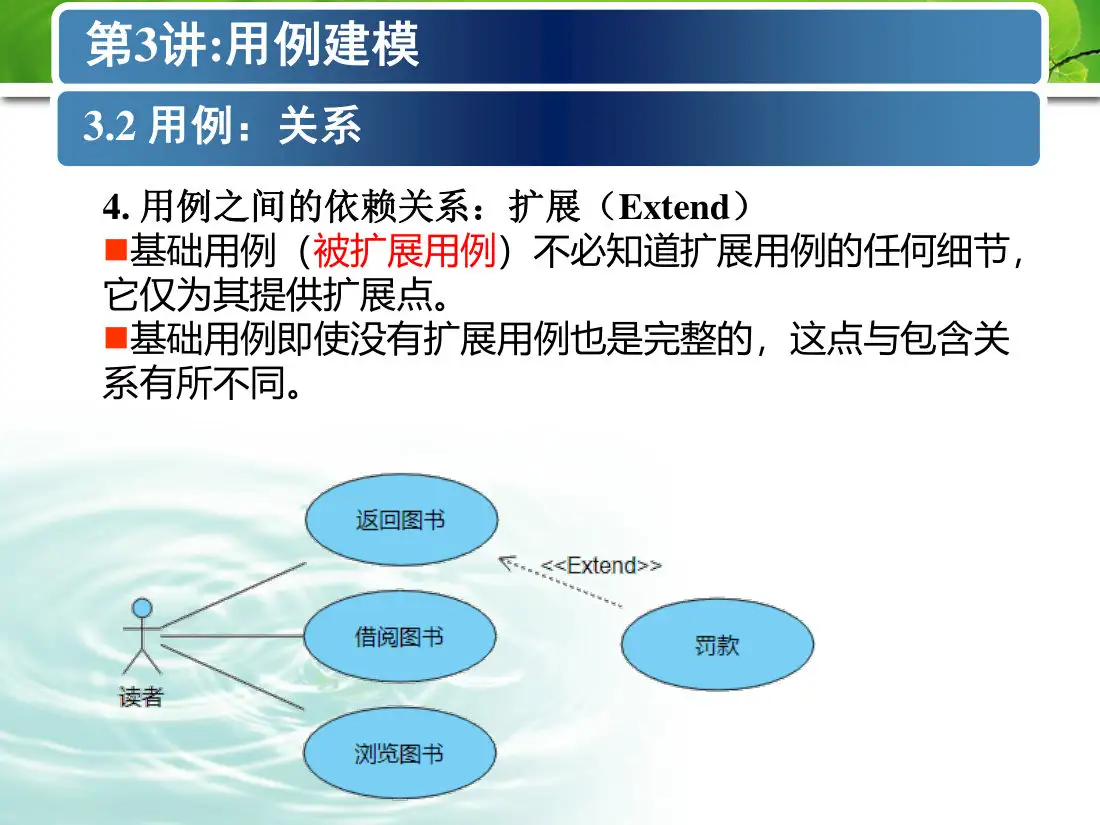 第3讲:用例建模
3.2 用例：关系
4. 用例之间的依赖关系：扩展（Extend）
■基础用例（被扩展用例）不必知道扩展用例的任何细节，
它仅为其提供扩展点。
■基础用例即使没有扩展用例也是完整的，这点与包含关
系有所不同。
返回图书
<<Extend>>
借阅图书
罚款
读者
浏览图书